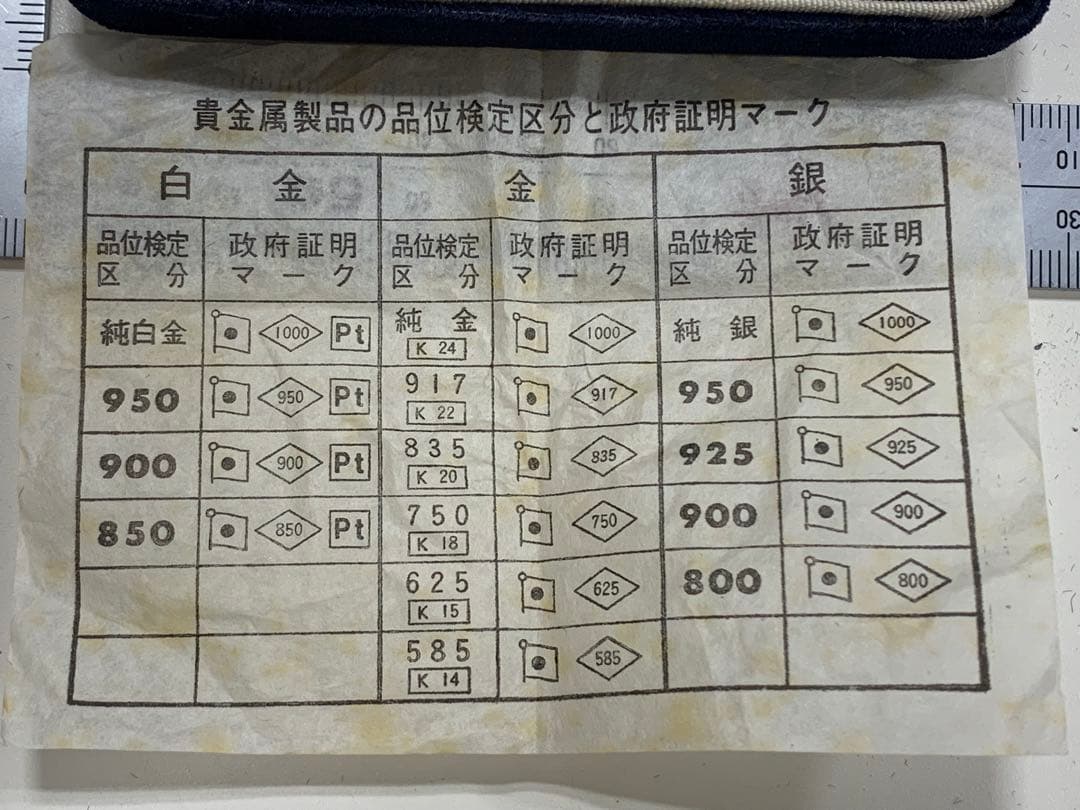 貴金属製品の品位検定区分と政府証明マーク
白金 金 銀
品位検定区分 政府証明マーク 品位検定区分 政府証明マーク 品位検定区分 政府証明マーク
純白金 1000 Pt 純金 K 24 1000 純銀 1000
950 950 Pt 917 K 22 917 950 950
900 900 Pt 835 K 20 835 925 925
850 850 Pt 750 K 18 750 900 900
625 K 15 625 800 800
585 K 14 585
10
30